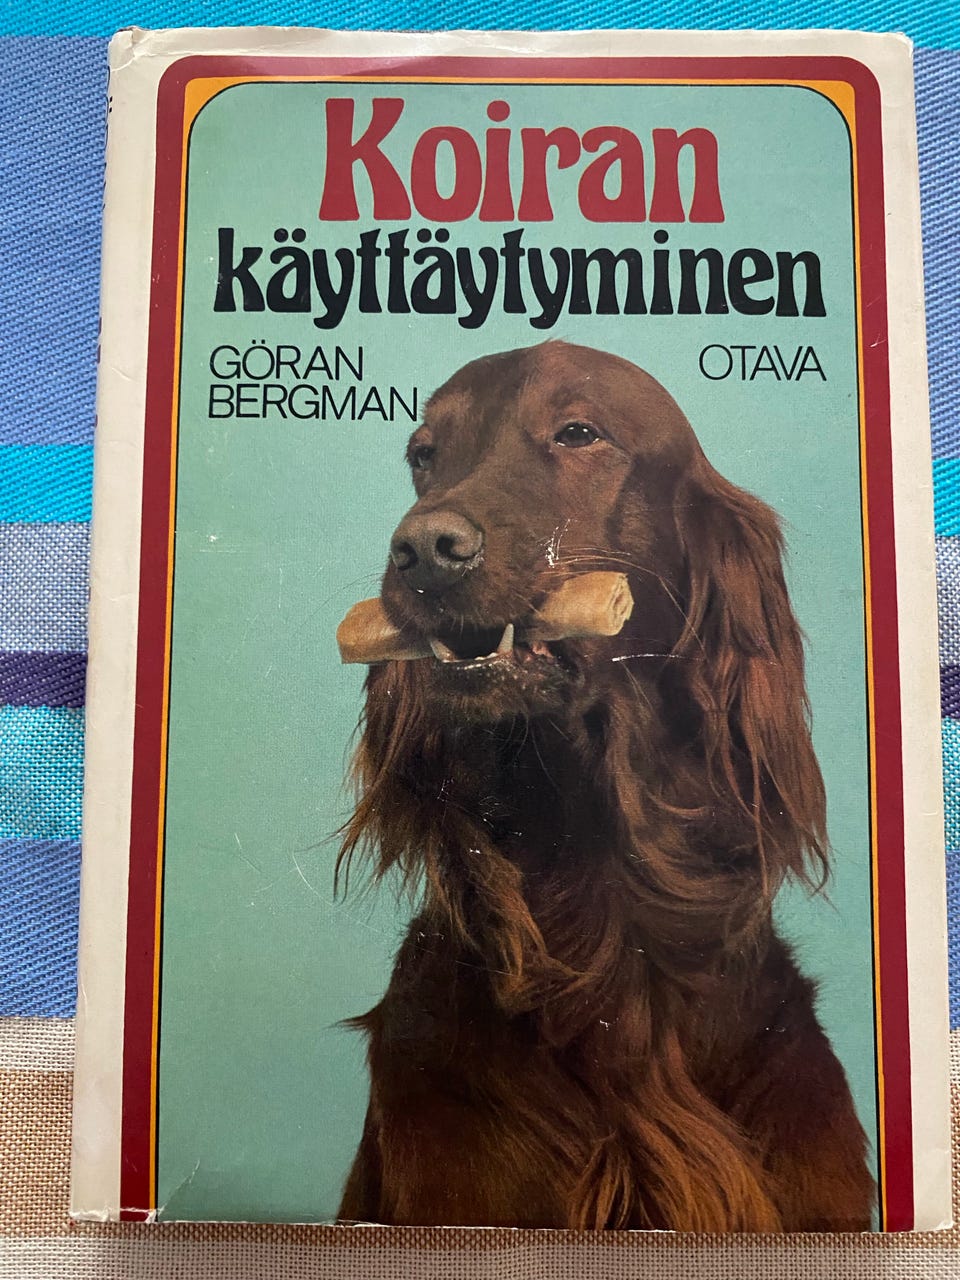 Koiran
käyttäytyminen
GÖRAN
BERGMAN
OTAVA